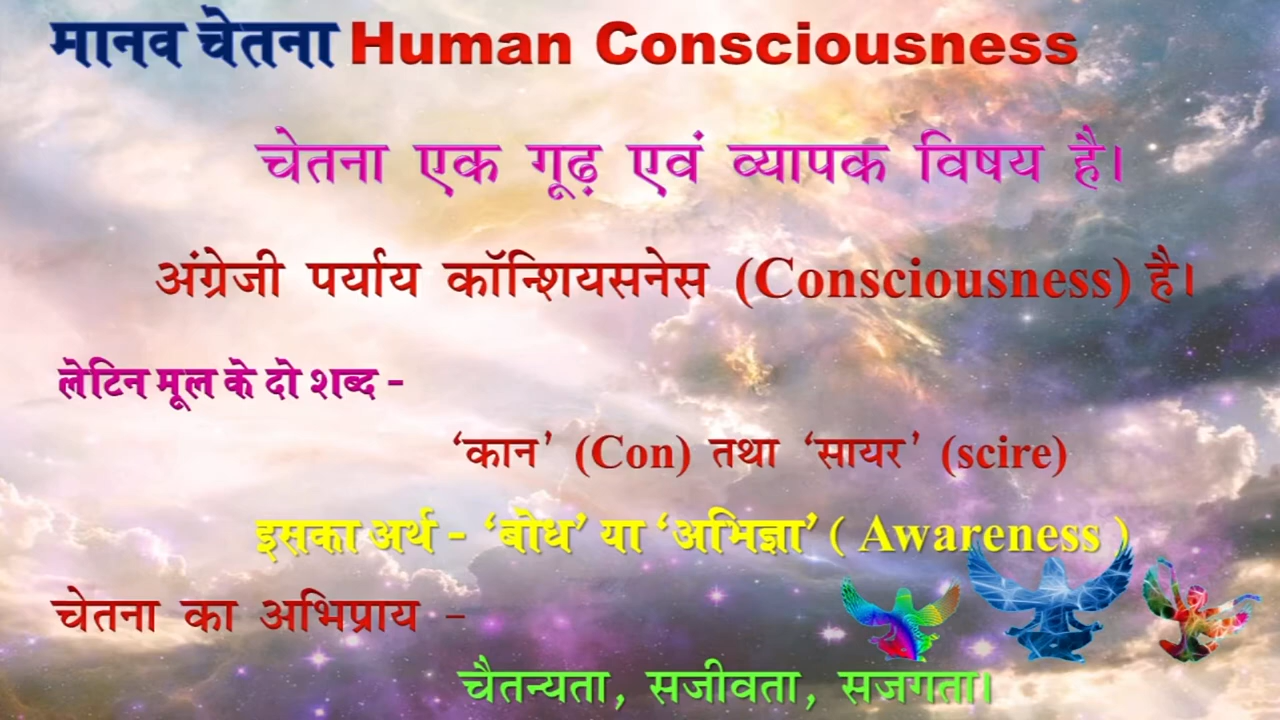 मानव चेतना Human Consciousness
चेतना एक गूढ़ एवं व्यापक विषय है।
अंग्रेजी पर्याय कॉन्शियसनेस (Consciousness) है।
लेटिन मूल के दो शब्द -
‘कान’ (Con) तथा ‘सायर’ (scire)
इसका अर्थ - ‘बोध’ या ‘अभिज्ञा’ ( Awareness )
चेतना का अभिप्राय -
चैतन्यता, सजीवता, सजगता।